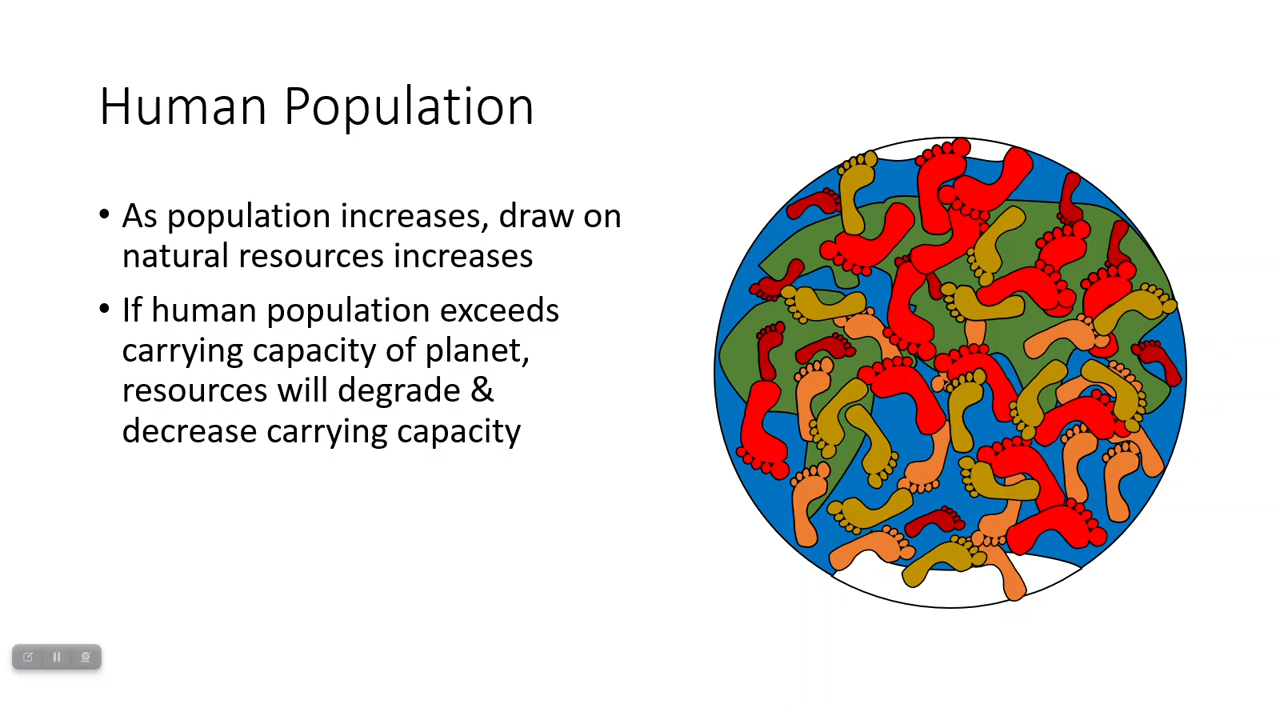 Human Population
• As population increases, draw on
natural resources increases
• If human population exceeds
carrying capacity of planet,
resources will degrade &
decrease carrying capacity